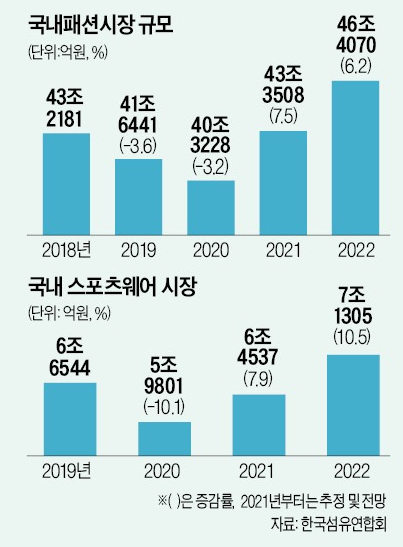 국내패션시장 규모
(단위:억원, %)
43조
2181
41조
6441
(-3.6)
40조
3228
(-3.2)
43조
3508
(7.5)
46조
4070
(6.2)
2018년 2019 2020 2021 2022
국내 스포츠웨어 시장
(단위: 억원, %)
6조
6544
5조
9801
(-10.1)
6조
4537
(7.9)
7조
1305
(10.5)
2019년 2020 2021 2022
※( )은 증감률, 2021년부터는 추정 및 전망
자료: 한국섬유연합회